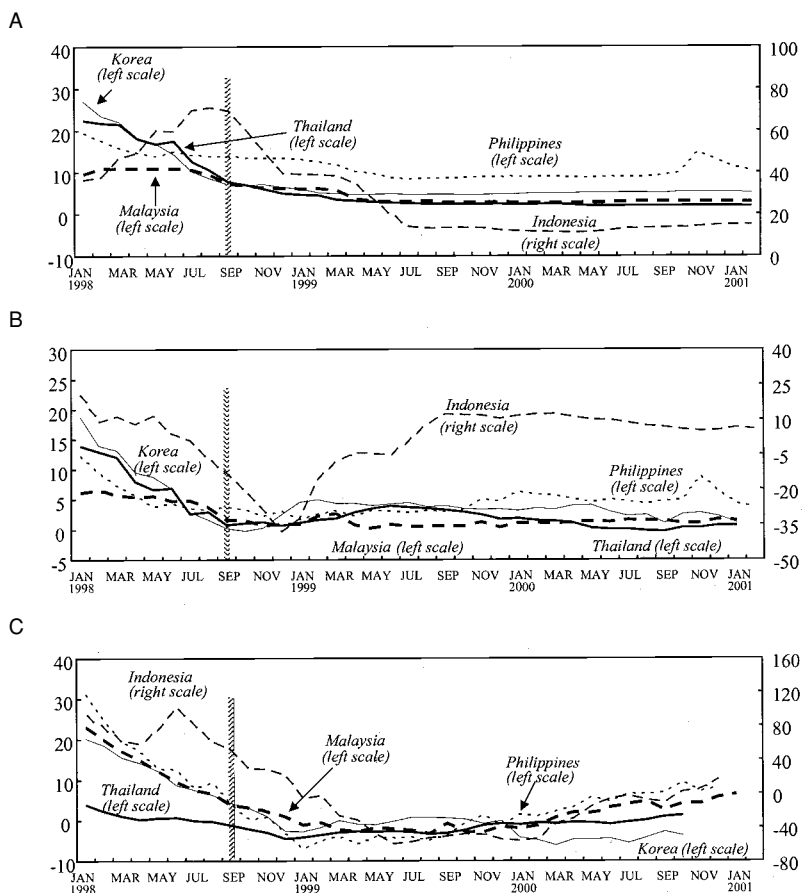 A
40
30
20
10
0
-10
100
80
60
40
20
0
Korea
(left scale)
Thailand
(left scale)
Philippines
(left scale)
Malaysia
(left scale)
Indonesia
(right scale)
JAN MAR MAY JUL SEP NOV JAN MAR MAY JUL SEP NOV JAN MAR MAY JUL SEP NOV JAN
1998 1999 2000 2001
B
30
25
20
15
10
5
0
-5
40
25
10
-5
-20
-35
-50
Indonesia
(right scale)
Korea
(left scale)
Philippines
(left scale)
Malaysia (left scale)
Thailand (left scale)
JAN MAR MAY JUL SEP NOV JAN MAR MAY JUL SEP NOV JAN MAR MAY JUL SEP NOV JAN
1998 1999 2000 2001
C
40
30
20
10
0
-10
160
120
80
40
0
-40
-80
Indonesia
(right scale)
Malaysia
(left scale)
Philippines
(left scale)
Thailand
(left scale)
Korea (left scale)
JAN MAR MAY JUL SEP NOV JAN MAR MAY JUL SEP NOV JAN MAR MAY JUL SEP NOV JAN
1998 1999 2000 2001